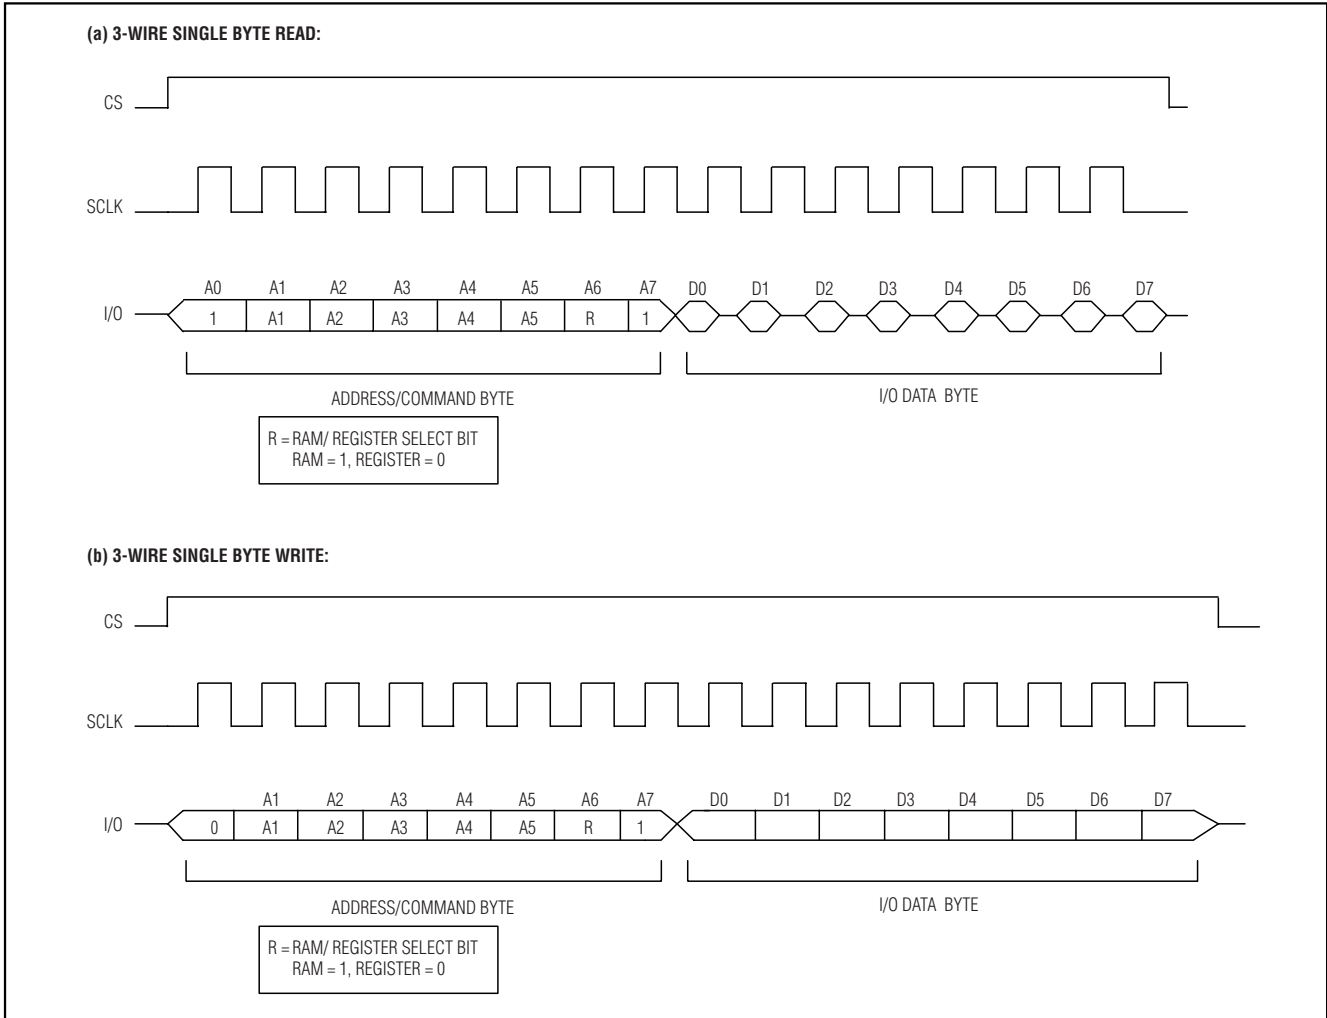 (a) 3-WIRE SINGLE BYTE READ:
CS
SCLK
A0 A1 A2 A3 A4 A5 A6 A7 D0 D1 D2 D3 D4 D5 D6 D7
I/O 1 A1 A2 A3 A4 A5 R 1
ADDRESS/COMMAND BYTE I/O DATA BYTE
R = RAM/ REGISTER SELECT BIT
RAM = 1, REGISTER = 0
(b) 3-WIRE SINGLE BYTE WRITE:
CS
SCLK
A1 A2 A3 A4 A5 A6 A7 D0 D1 D2 D3 D4 D5 D6 D7
I/O 0 A1 A2 A3 A4 A5 R 1
ADDRESS/COMMAND BYTE I/O DATA BYTE
R = RAM/ REGISTER SELECT BIT
RAM = 1, REGISTER = 0